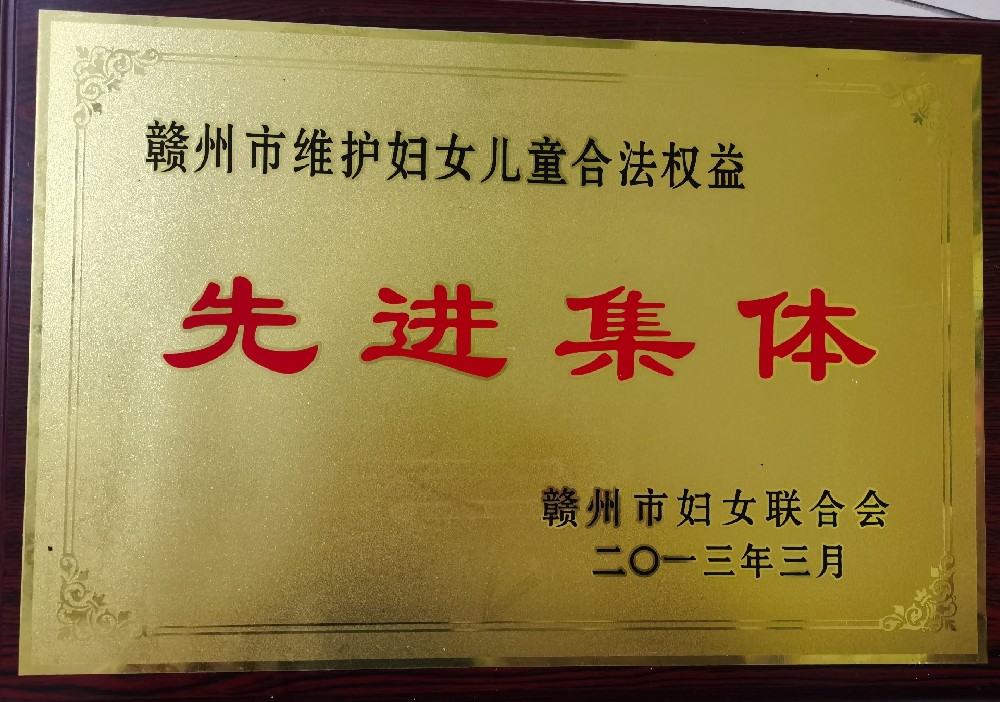 赣州市维护妇女儿童合法权益
先进集体
赣州市妇女联合会
二〇一三年三月